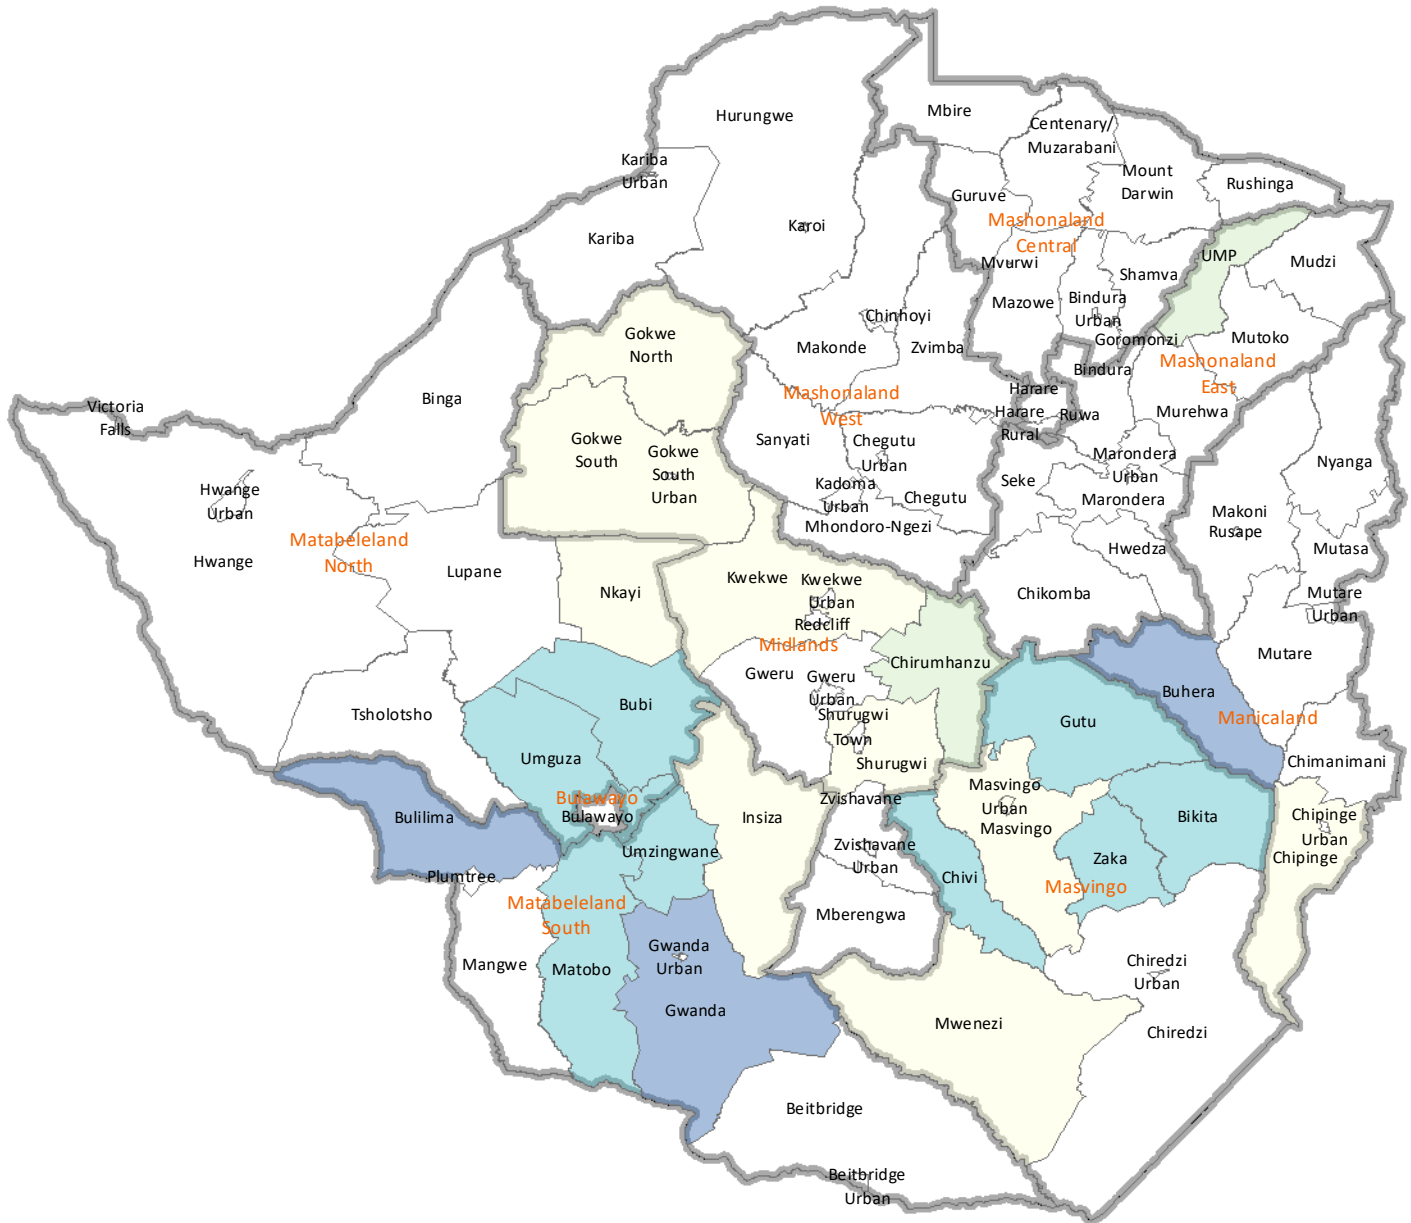 Hurungwe
Mbire
Centenary/
Muzarabani
Kariba
Urban
Mount
Darwin
Rushinga
Guruve
Mashonaland
Central
Karoi
Kariba
UMP
Mudzi
Mvurwi
Shamva
Mazowe
Bindura
Urban
Chinhoyi
Gokwe
North
Makonde
Zvimba
Goromonzi
Mutoko
Mashonaland
East
Bindura
Binga
Mashonaland
West
Harare
Harare
Rural
Ruwa
Murehwa
Victoria
Falls
Gokwe
South
Gokwe
South
Urban
Sanyati
Chegutu
Urban
Marondera
Urban
Nyanga
Hwange
Urban
Kadoma
Urban
Chegutu
Seke
Marondera
Mhondoro-Ngezi
Makoni
Rusape
Matabeleland
North
Hwange
Lupane
Hwedza
Mutasa
Nkayi
Kwekwe
Kwekwe
Urban
Redcliff
Chikomba
Mutare
Urban
Midlands
Chirumhanzu
Mutare
Gweru
Gweru
Urban
Buhera
Tsholotsho
Bubi
Shurugwi
Town
Gutu
Manicaland
Umguza
Shurugwi
Chimanimani
Bulawayo
Bulawayo
Zvishavane
Masvingo
Urban
Masvingo
Bulilima
Insiza
Bikita
Chipinge
Urban
Chipinge
Umzingwane
Zvishavane
Urban
Zaka
Plumtree
Chivi
Masvingo
Matabeleland
South
Mberengwa
Gwanda
Urban
Mangwe
Matobo
Chiredzi
Urban
Gwanda
Mwenezi
Chiredzi
Beitbridge
Beitbridge
Urban